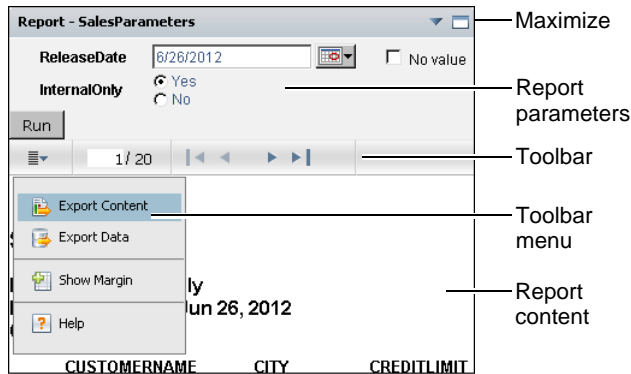 Report - SalesParameters
Maximize
ReleaseDate 6/26/2012 No value
InternalOnly Yes
No
Report
parameters
Run
1 / 20
Toolbar
Export Content
Toolbar
menu
Export Data
Show Margin
ly
Jun 26, 2012
Report
content
Help
CUSTOMERNAME CITY CREDITLIMIT